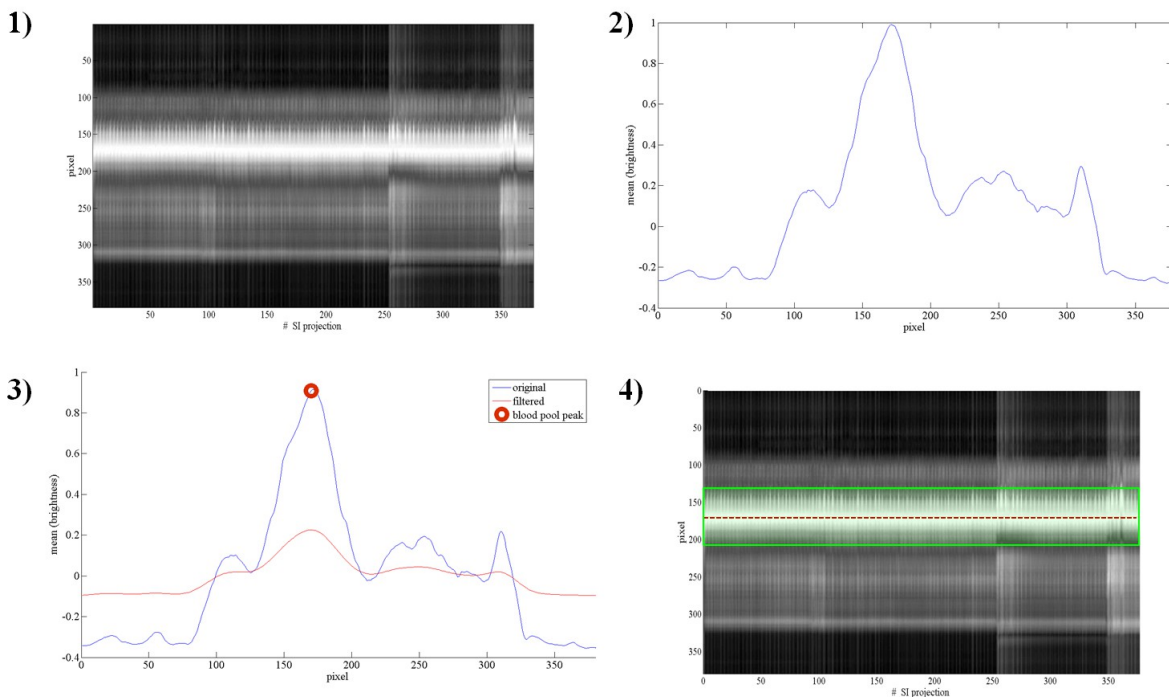 1)
50
100
150
200
250
300
350
pixel
50 100 150 200 250 300 350
# SI projection
2)
1
0.8
0.6
0.4
0.2
0
-0.2
-0.4
mean (brightness)
0 50 100 150 200 250 300 350
pixel
3)
1
0.8
0.6
0.4
0.2
0
-0.2
-0.4
mean (brightness)
original
filtered
blood pool peak
0 50 100 150 200 250 300 350
pixel
4)
0
50
100
150
200
250
300
350
pixel
0 50 100 150 200 250 300 350
# SI projection